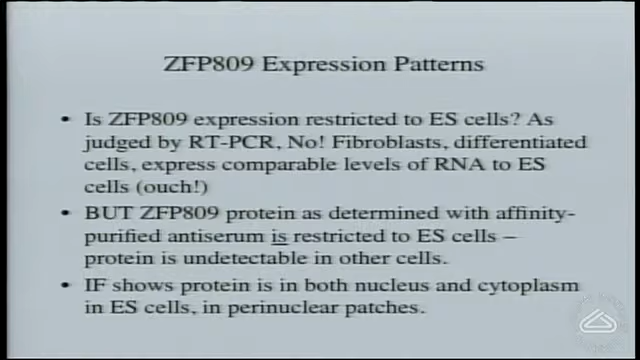 ZFP809 Expression Patterns
• Is ZFP809 expression restricted to ES cells? As
judged by RT-PCR, No! Fibroblasts, differentiated
cells, express comparable levels of RNA to ES
cells (ouch!)
• BUT ZFP809 protein as determined with affinity-
purified antiserum is restricted to ES cells –
protein is undetectable in other cells.
• IF shows protein is in both nucleus and cytoplasm
in ES cells, in perinuclear patches.